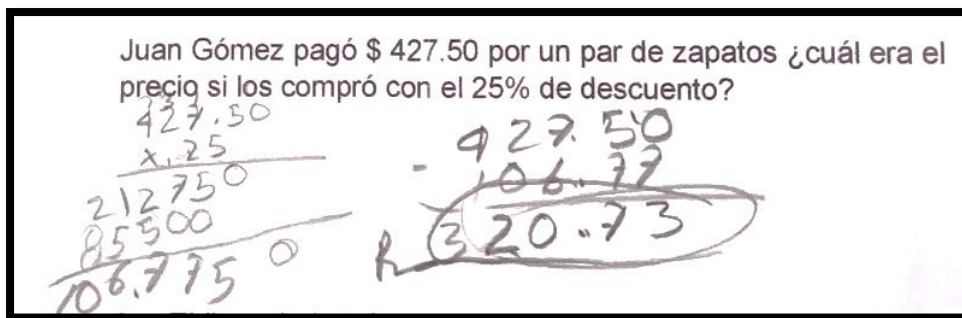 Juan Gómez pagó $ 427.50 por un par de zapatos ¿cuál era el
precio si los compró con el 25% de descuento?
427.50
x.25
212750
85500
106.7750
427.50
- 106.77
R 320.73